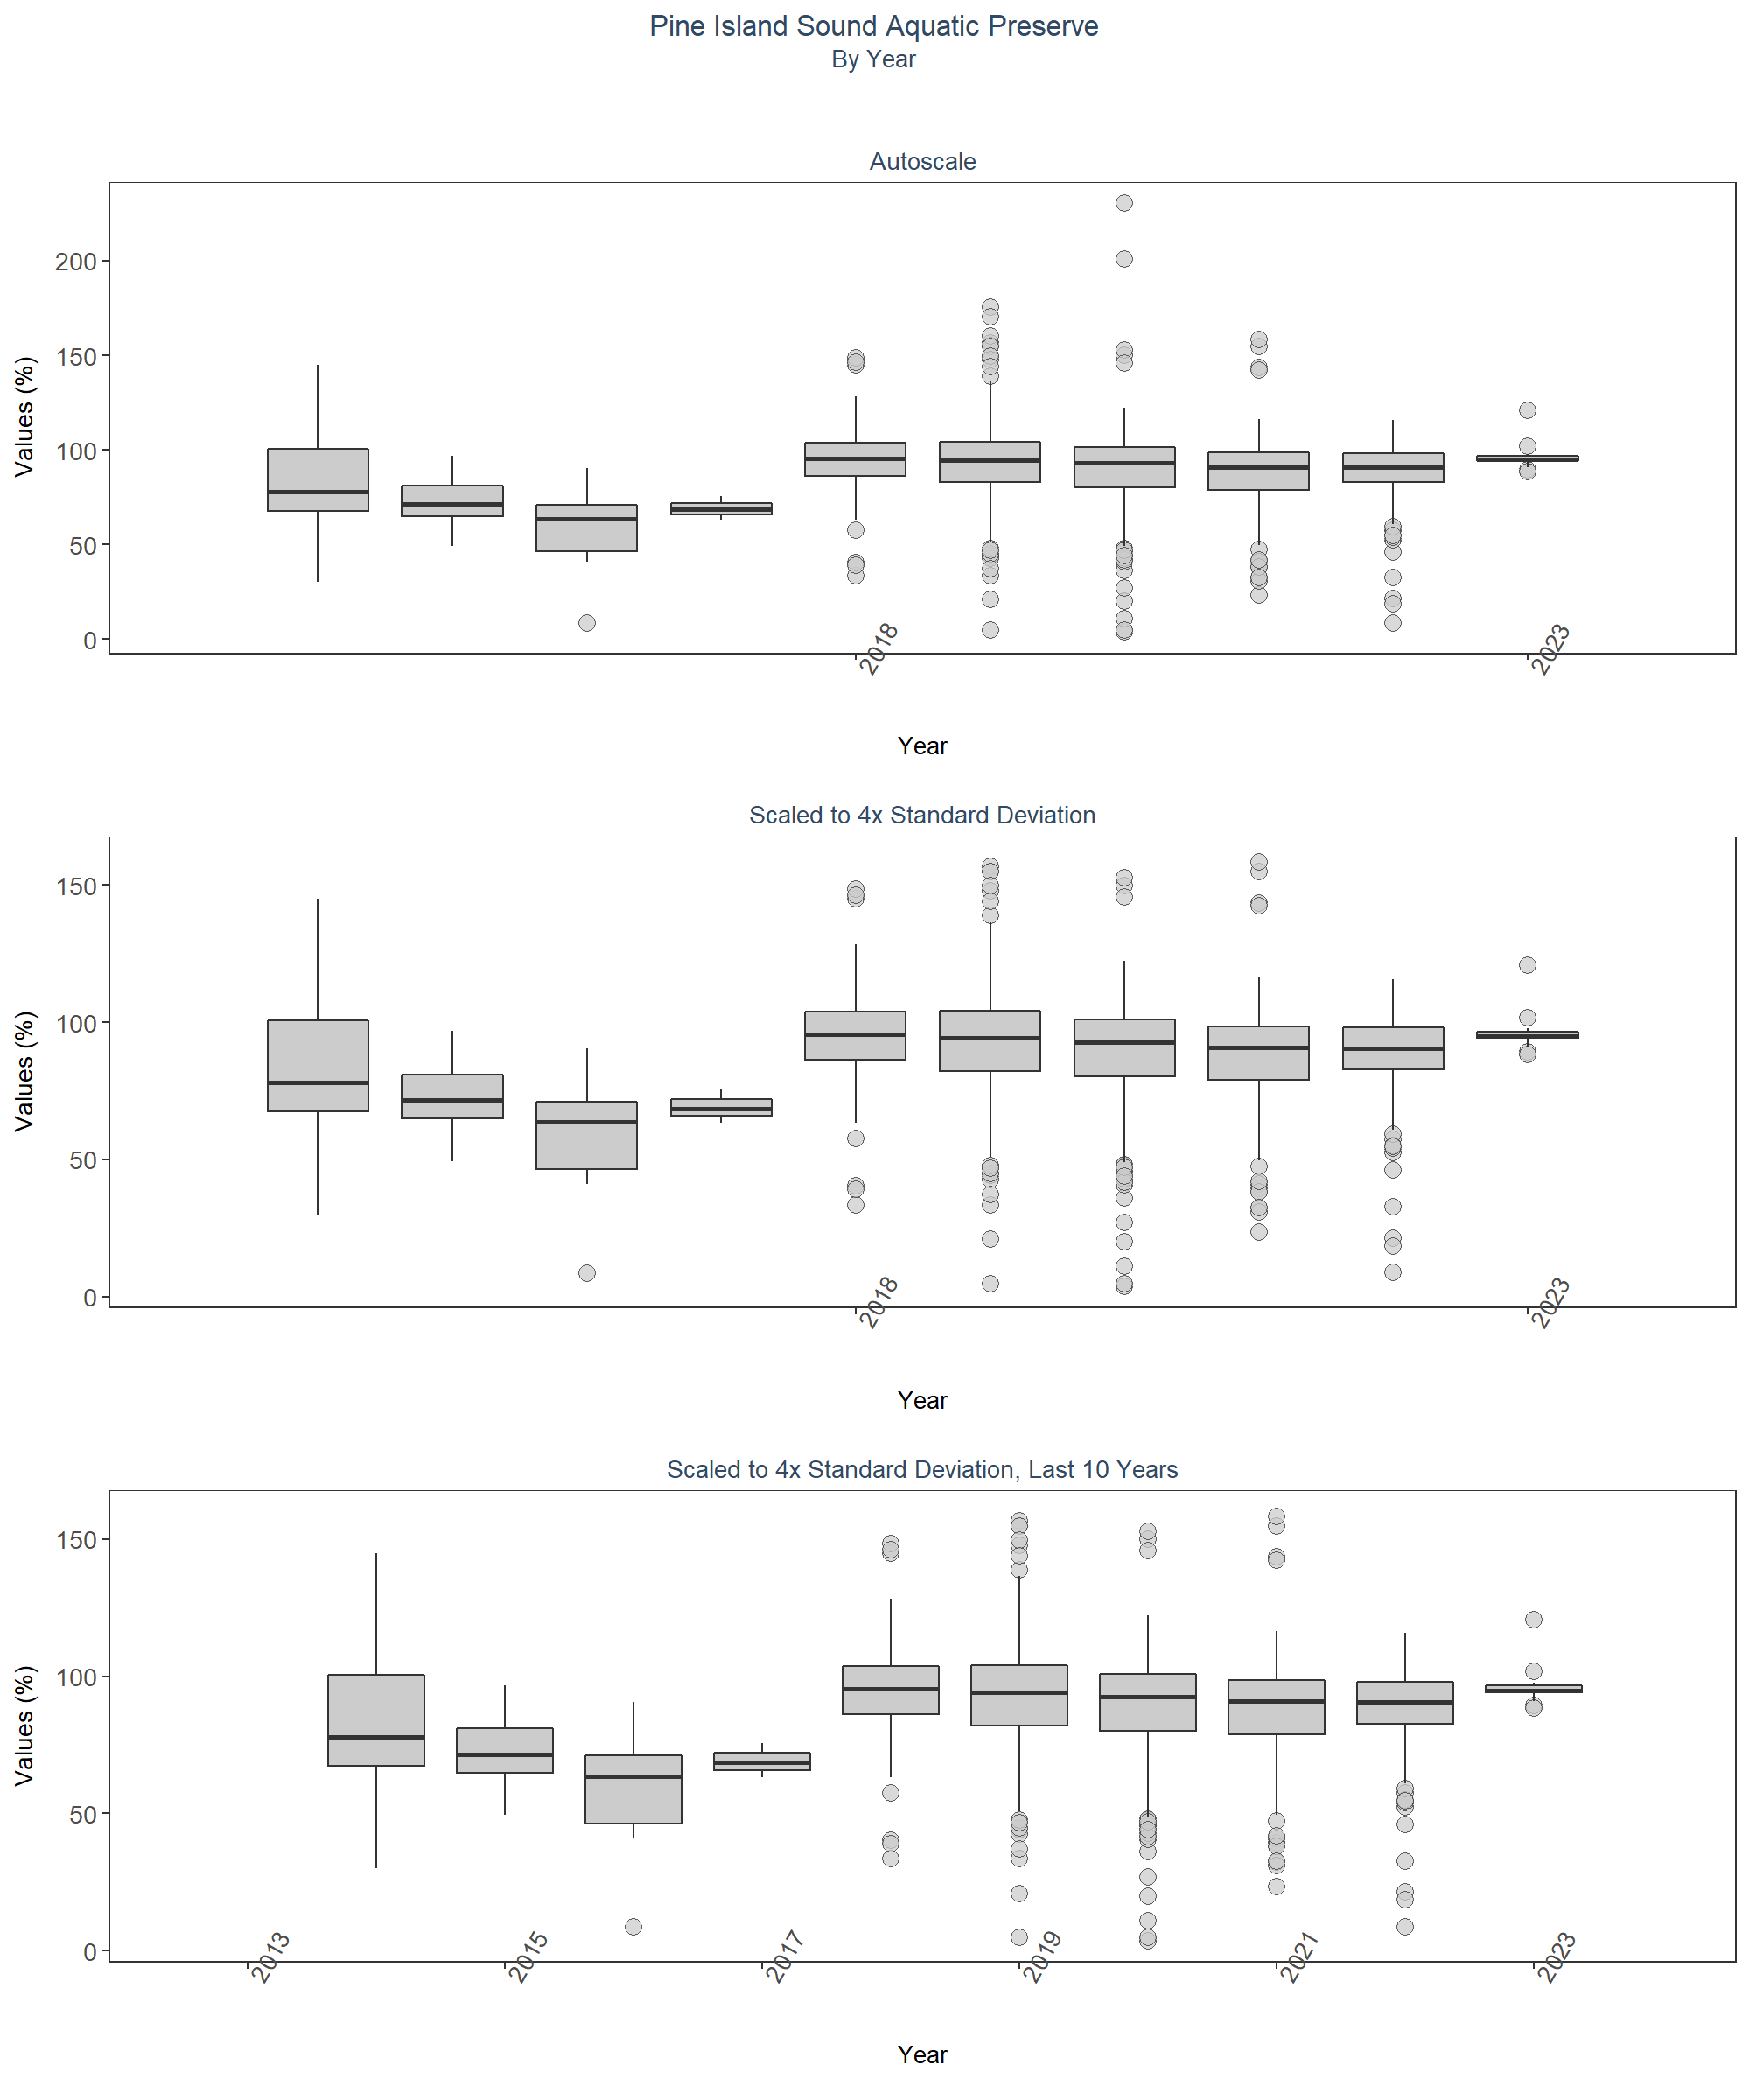 Pine Island Sound Aquatic Preserve
By Year
Autoscale
Values (%)
200
150
100
50
0
2018
2023
Year
Scaled to 4x Standard Deviation
Values (%)
150
100
50
0
2018
2023
Year
Scaled to 4x Standard Deviation, Last 10 Years
Values (%)
150
100
50
0
2013
2015
2017
2019
2021
2023
Year